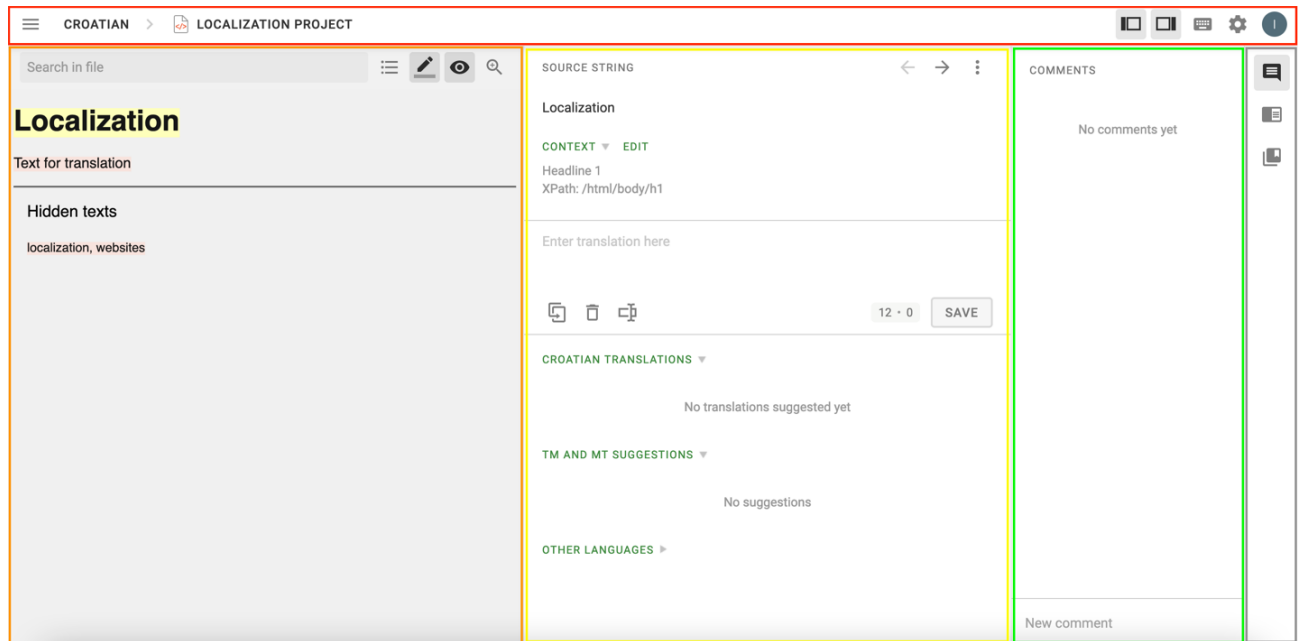 CROATIAN > LOCALIZATION PROJECT
I
Search in file
Localization
Text for translation
Hidden texts
localization, websites
SOURCE STRING
Localization
CONTEXT EDIT
Headline 1
XPath: /html/body/h1
Enter translation here
12 • 0 SAVE
CROATIAN TRANSLATIONS
No translations suggested yet
TM AND MT SUGGESTIONS
No suggestions
OTHER LANGUAGES
COMMENTS
No comments yet
New comment